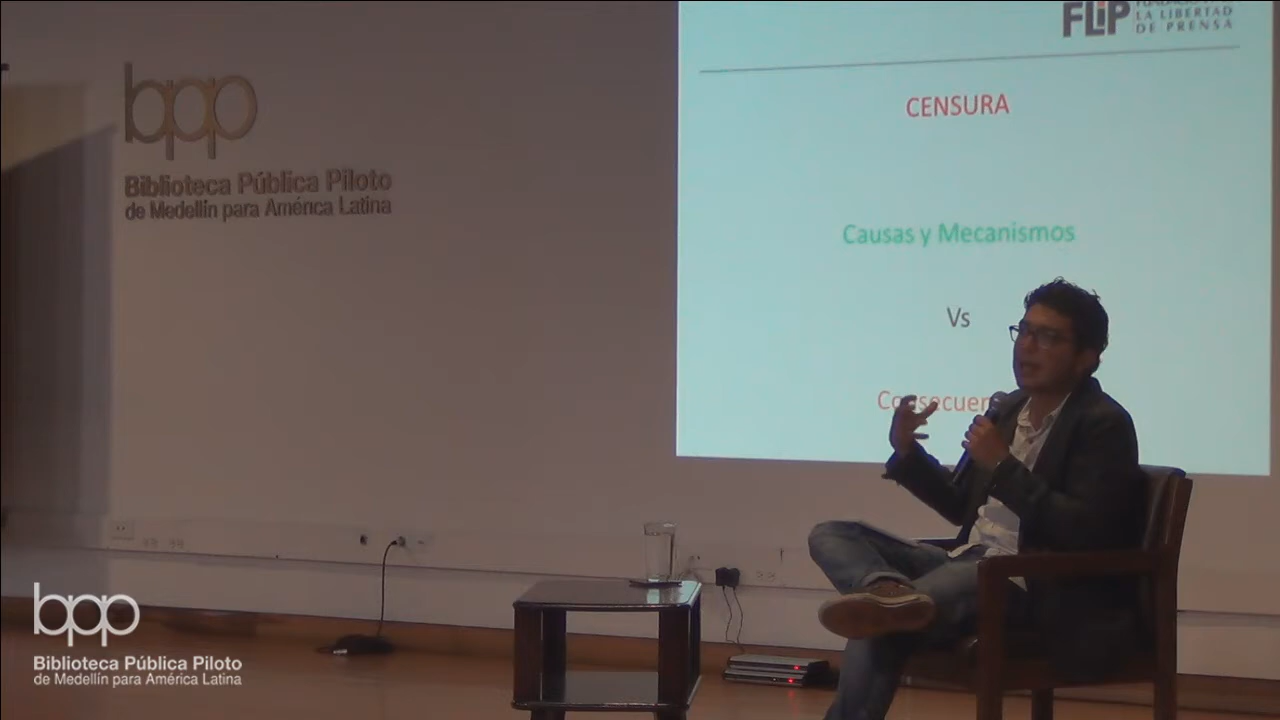 bpp
Biblioteca Pública Piloto
de Medellín para América Latina
FLiP
LA LIBERTAD
DE PRENSA
CENSURA
Causas y Mecanismos
Vs
bpp
Biblioteca Pública Piloto
de Medellín para América Latina